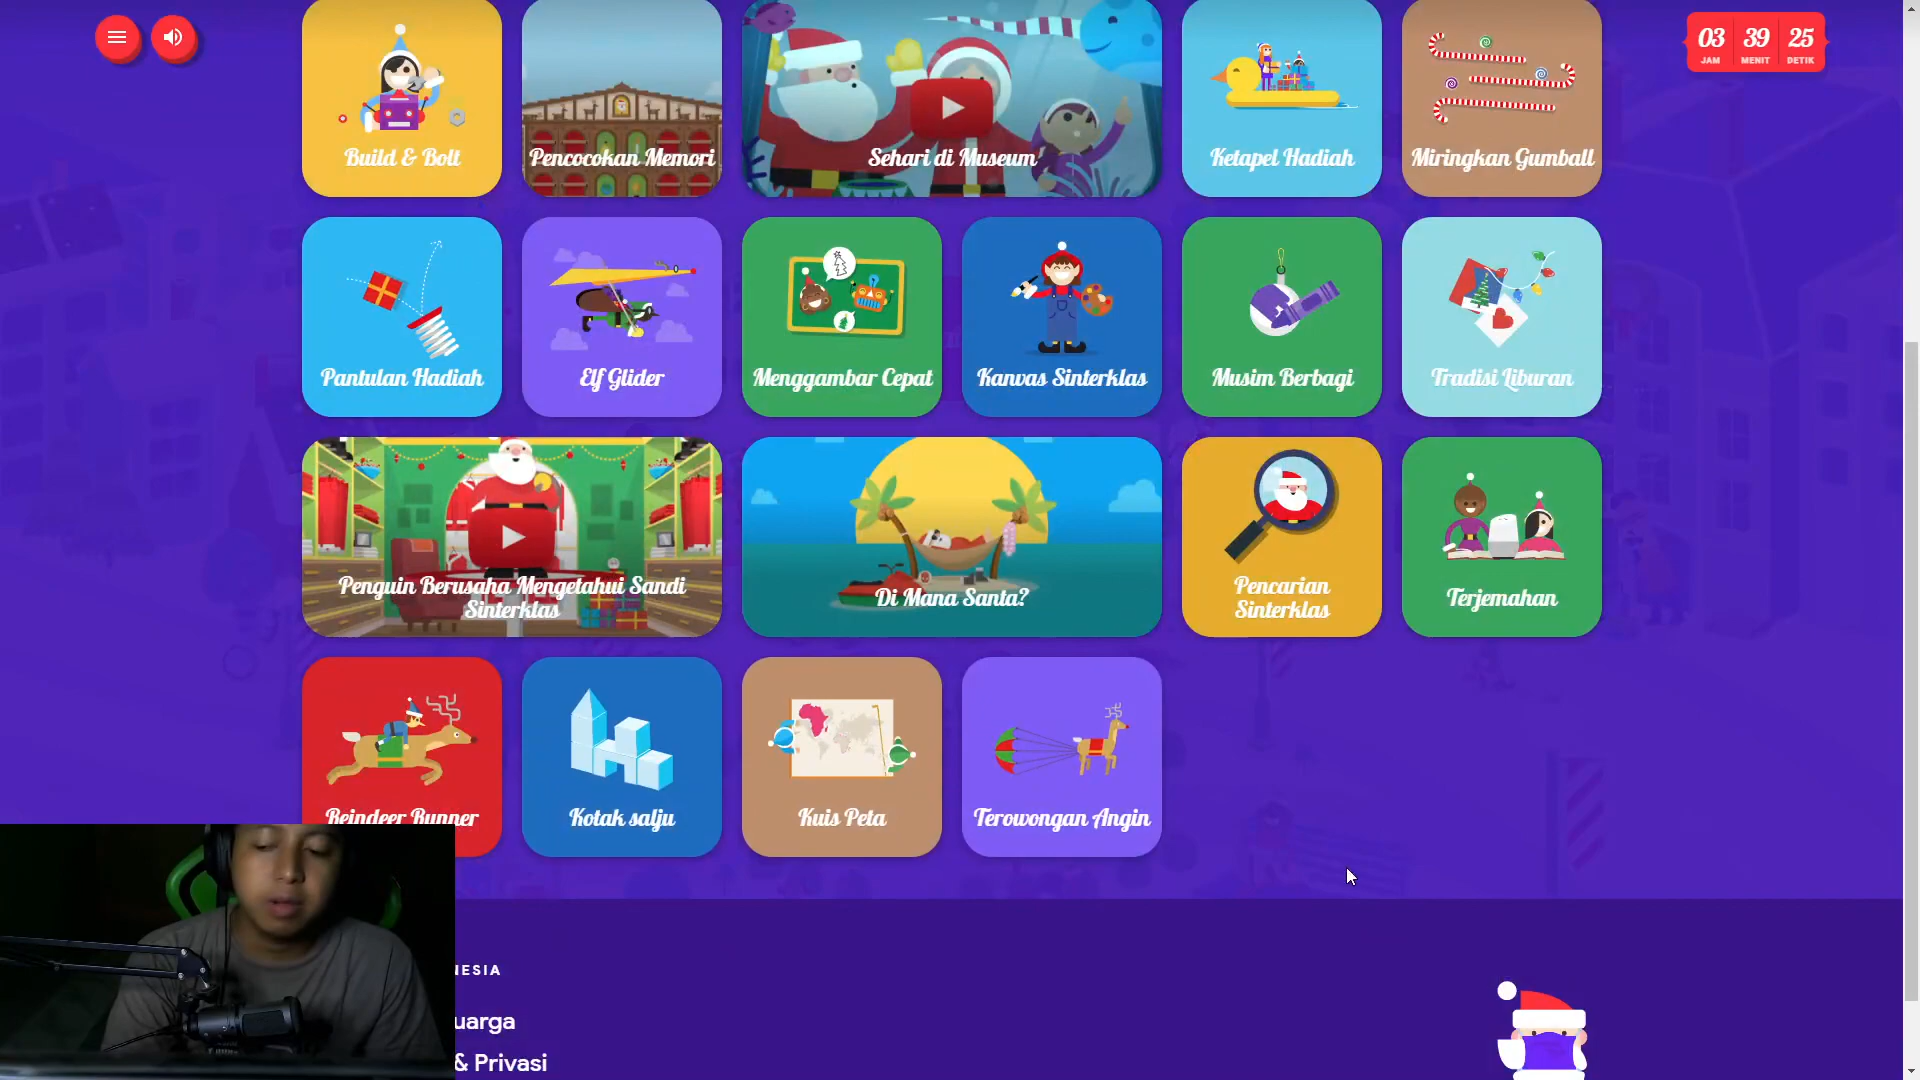 03 39 25
JAM MENIT DETIK
Build & Bolt
Pencocokan Memori
Sehari di Museum
Ketapel Hadiah
Miringkan Gumball
Pantulan Hadiah
Elf Glider
Menggambar Cepat
Kanvas Sinterklas
Musim Berbagi
Tradisi Liburan
Penguin Berusaha Mengetahui Sandi
Sinterklas
Di Mana Santa?
Pencarian
Sinterklas
Terjemahan
Reindeer Runner
Kotak salju
Kuis Peta
Terowongan Angin
NESIA
uarga
& Privasi